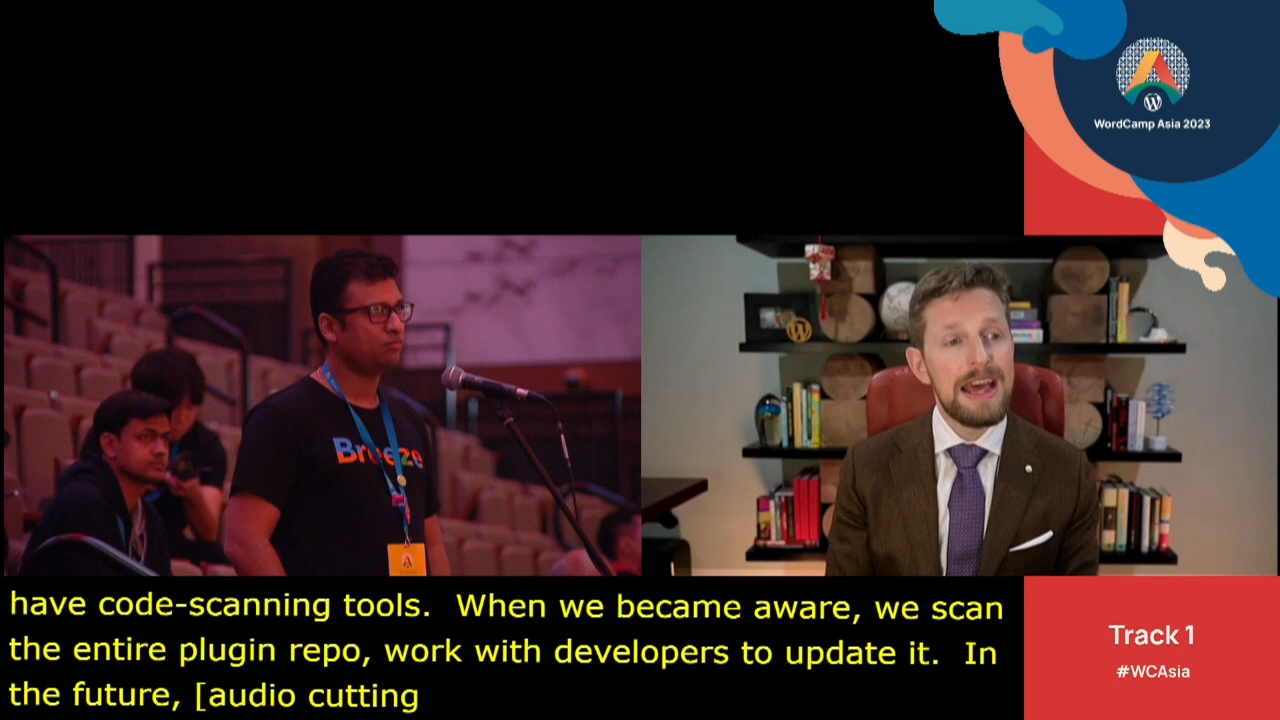 WordCamp Asia 2023
Breeze
have code-scanning tools.  When we became aware, we scan
the entire plugin repo, work with developers to update it.  In
the future, [audio cutting
Track 1
#WCAsia